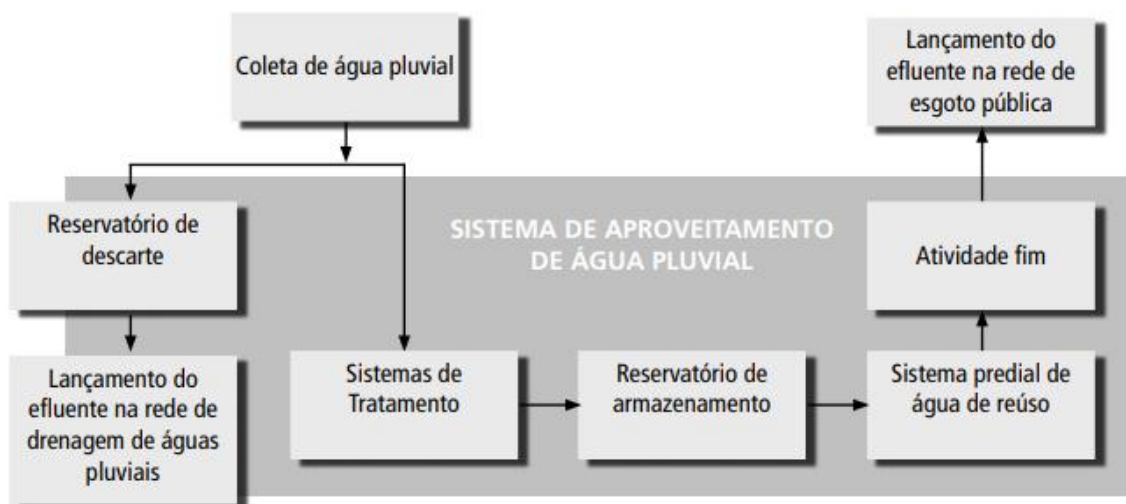 Coleta de água pluvial
Lançamento do
efluente na rede de
esgoto pública
Reservatório de
descarte
SISTEMA DE APROVEITAMENTO
DE ÁGUA PLUVIAL
Atividade fim
Lançamento do
efluente na rede de
drenagem de águas
pluviais
Sistemas de
Tratamento
Reservatório de
armazenamento
Sistema predial de
água de reúso